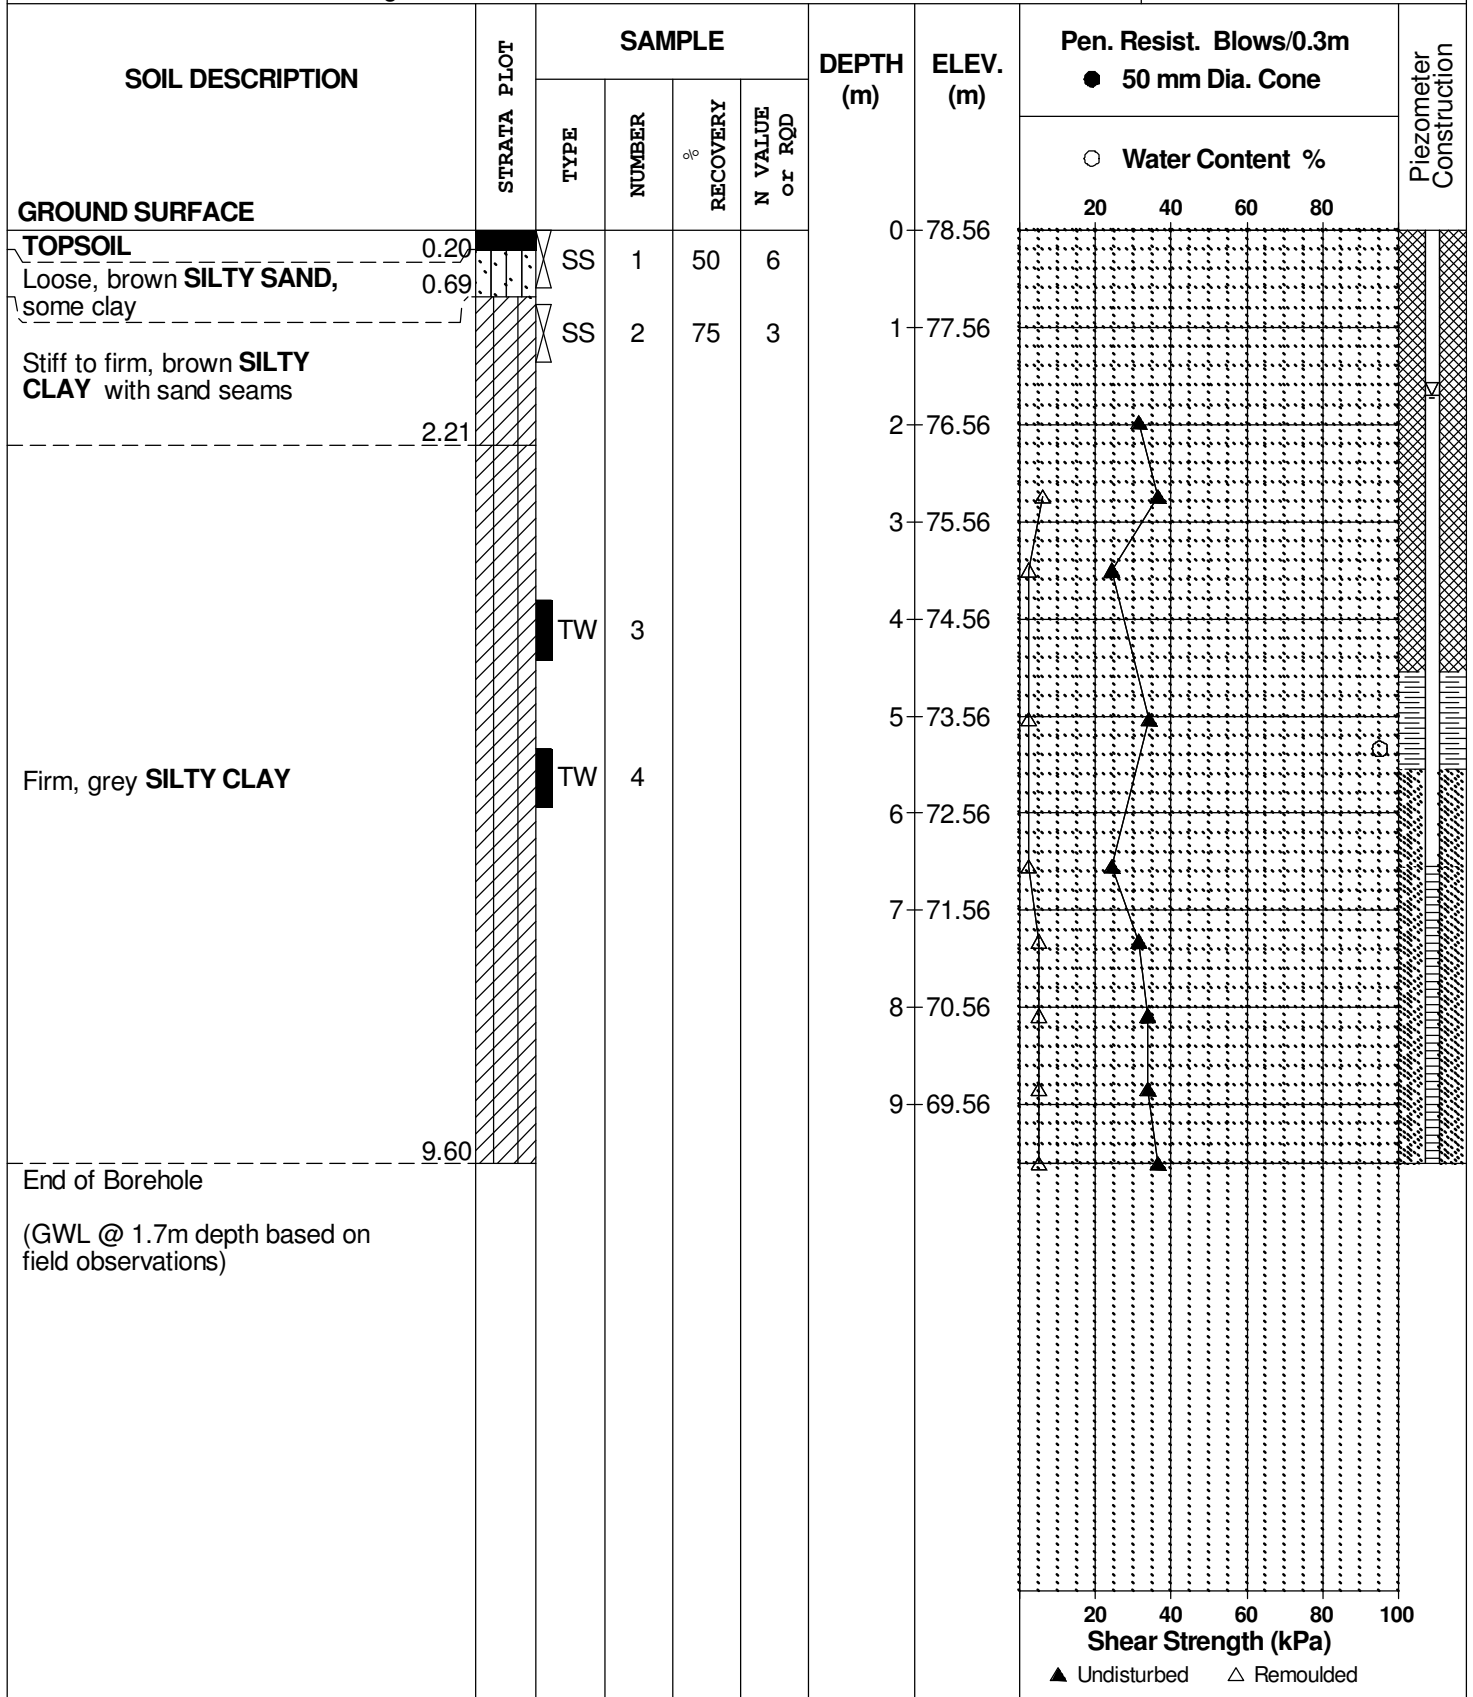 SOIL DESCRIPTION
STRATA PLOT
SAMPLE
TYPE
NUMBER
% RECOVERY
N VALUE
or RQD
DEPTH
(m)
ELEV.
(m)
Pen. Resist. Blows/0.3m
● 50 mm Dia. Cone
○ Water Content %
20 40 60 80
Piezometer
Construction
GROUND SURFACE
0 78.56
TOPSOIL 0.20
SS 1 50 6
Loose, brown SILTY SAND, 0.69
some clay
SS 2 75 3
1 77.56
Stiff to firm, brown SILTY
CLAY with sand seams
2.21
2 76.56
3 75.56
4 74.56
TW 3
5 73.56
Firm, grey SILTY CLAY
TW 4
6 72.56
7 71.56
8 70.56
9 69.56
9.60
End of Borehole
(GWL @ 1.7m depth based on
field observations)
20 40 60 80 100
Shear Strength (kPa)
▲ Undisturbed △ Remoulded